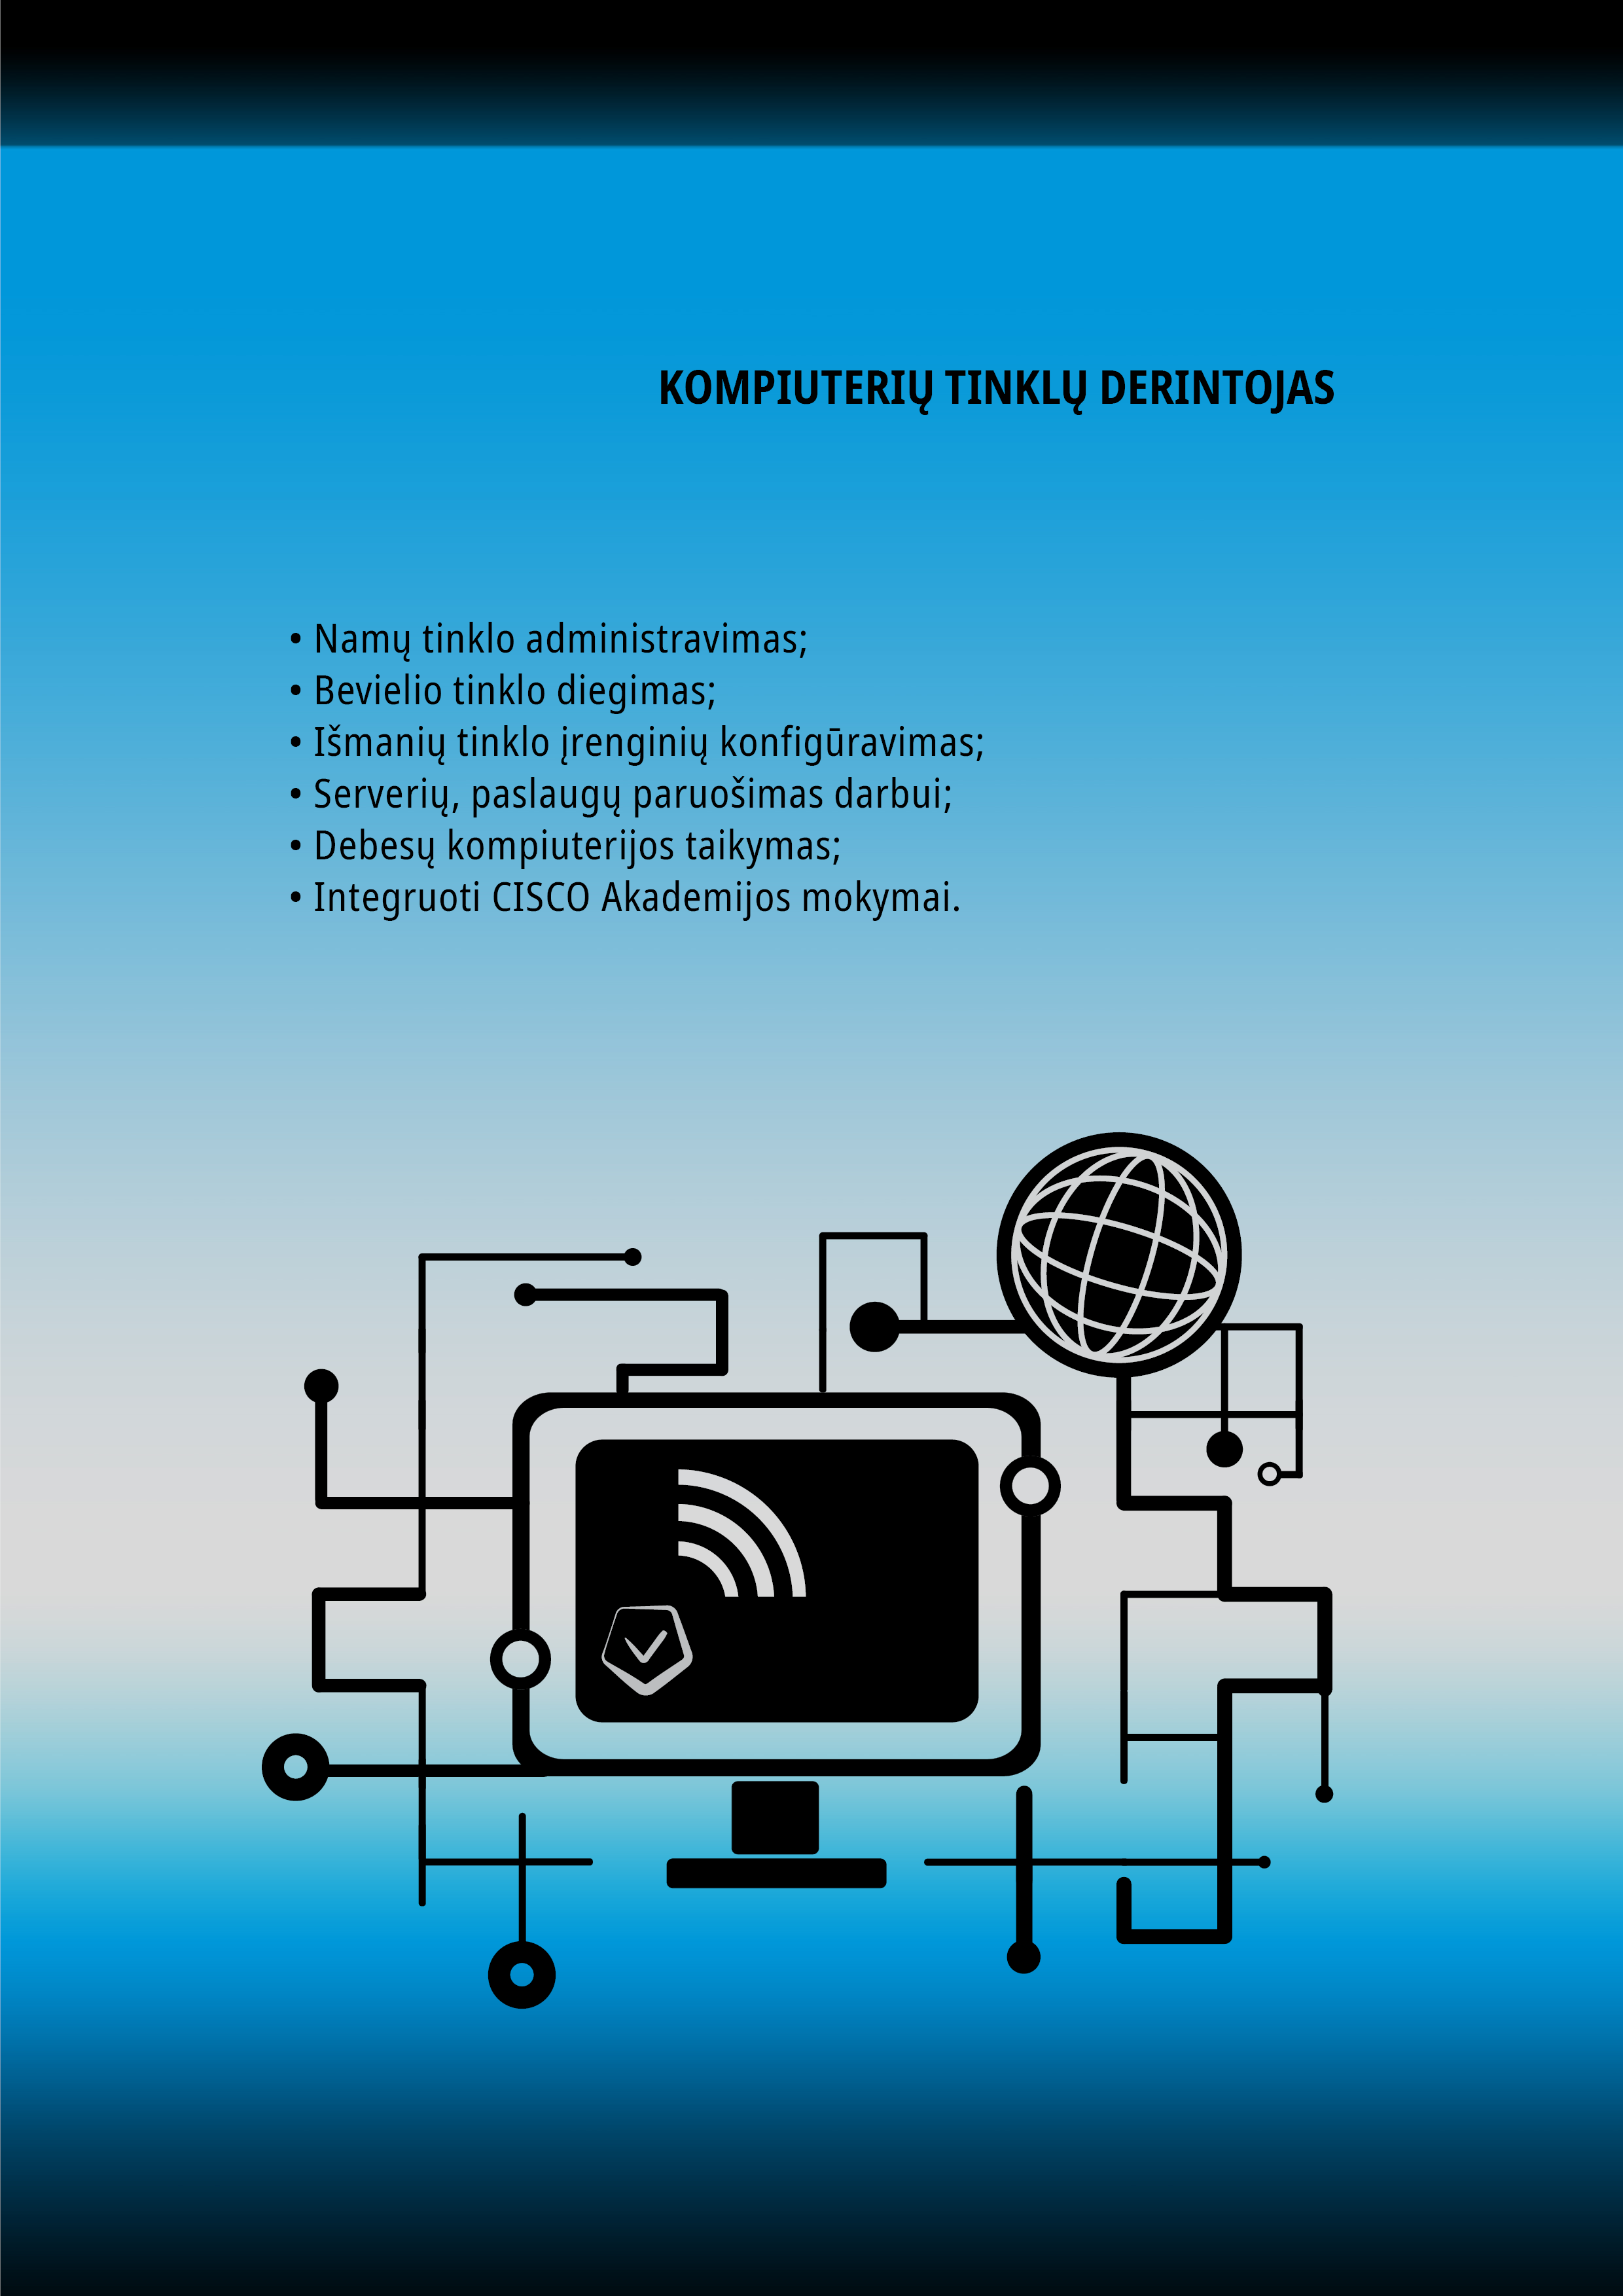 KOMPIUTERIŲ TINKLŲ DERINTOJAS
• Namų tinklo administravimas;
• Bevielio tinklo diegimas;
• Išmanių tinklo įrenginių konfigūravimas;
• Serverių, paslaugų paruošimas darbui;
• Debesų kompiuterijos taikymas;
• Integruoti CISCO Akademijos mokymai.